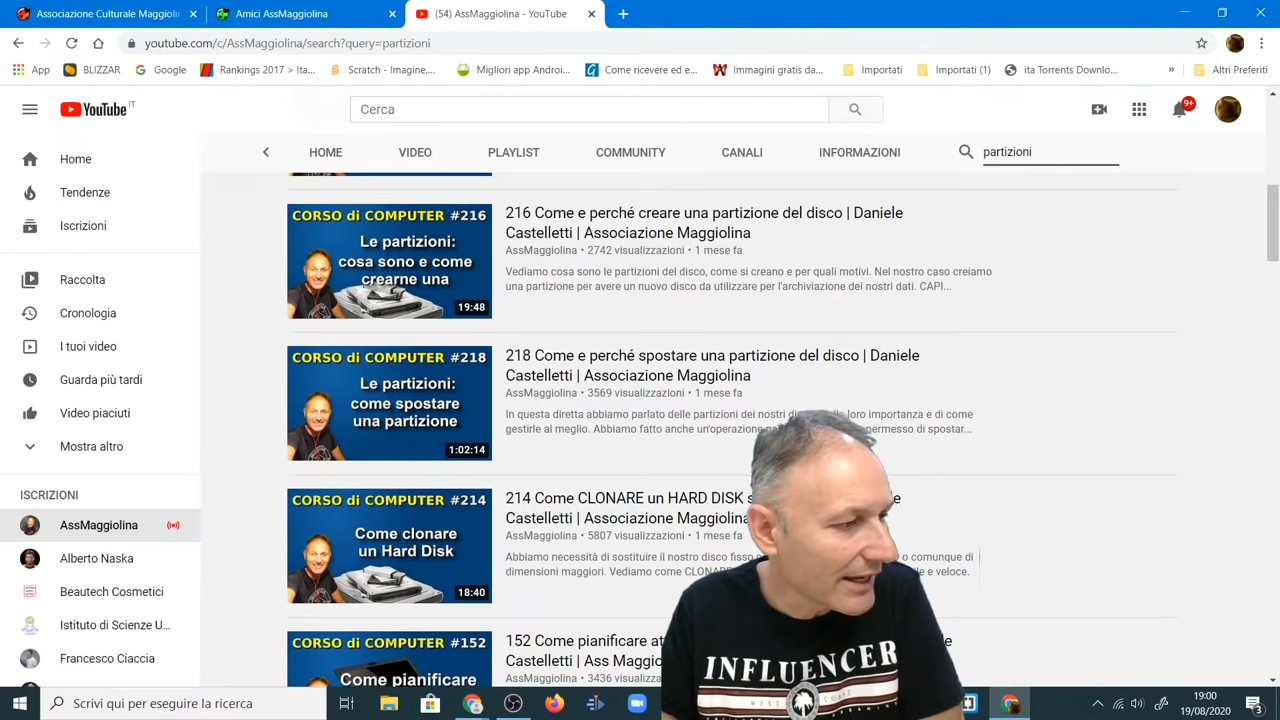 Associazione Culturale Maggiolin
Amici AssMaggiolina
(54) AssMaggiolina - YouTube
youtube.com/c/AssMaggiolina/search?query=partizioni
App
BLIZZAR
Google
Rankings 2017 > Ita...
Scratch - Imagine,...
Migliori app Androi...
Come ricevere ed e...
Immagini gratis da...
Importati
Importati (1)
ita Torrents Downlo...
»
Altri Preferiti
YouTube IT
Cerca
9+
HOME
VIDEO
PLAYLIST
COMMUNITY
CANALI
INFORMAZIONI
partizioni
Home
Tendenze
Iscrizioni
Raccolta
Cronologia
I tuoi video
Guarda più tardi
Video piaciuti
Mostra altro
ISCRIZIONI
AssMaggiolina
Alberto Naska
Beautech Cosmetici
Istituto di Scienze U...
Francesco Ciaccia
CORSO di COMPUTER #216
Le partizioni:
cosa sono e come
crearne una
19:48
216 Come e perché creare una partizione del disco | Daniele
Castelletti | Associazione Maggiolina
AssMaggiolina • 2742 visualizzazioni • 1 mese fa
Vediamo cosa sono le partizioni del disco, come si creano e per quali motivi. Nel nostro caso creiamo
una partizione per avere un nuovo disco da utilizzare per l'archiviazione dei nostri dati. CAPI...
CORSO di COMPUTER #218
Le partizioni:
come spostare
una partizione
1:02:14
218 Come e perché spostare una partizione del disco | Daniele
Castelletti | Associazione Maggiolina
AssMaggiolina • 3569 visualizzazioni • 1 mese fa
In questa diretta abbiamo parlato delle partizioni dei nostri loro importanza e di come
gestirle al meglio. Abbiamo fatto anche un'operazione permesso di spostar...
CORSO di COMPUTER #214
Come clonare
un Hard Disk
18:40
214 Come CLONARE un HARD DISK
Castelletti | Associazione Maggiolina
AssMaggiolina • 5807 visualizzazioni • 1 mese fa
Abbiamo necessità di sostituire il nostro disco fisso o comunque di
dimensioni maggiori. Vediamo come e veloce.
CORSO di COMPUTER #152
Come pianificare
152 Come pianificare
Castelletti | Ass
AssMaggiolina • 3436 visualizzazioni
INFLUENCER
Scrivi qui per eseguire la ricerca
19:00
19/08/2020
3